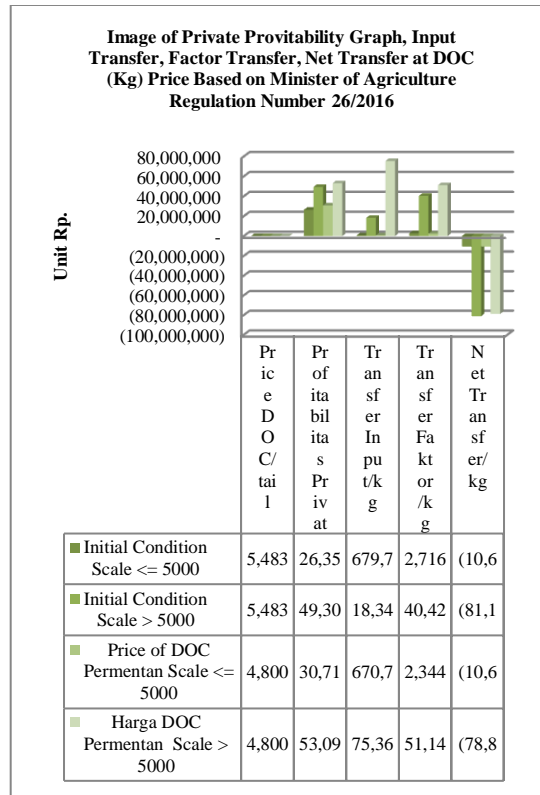 Image of Private Provitability Graph, Input
Transfer, Factor Transfer, Net Transfer at DOC
(Kg) Price Based on Minister of Agriculture
Regulation Number 26/2016
Unit Rp.
80,000,000
60,000,000
40,000,000
20,000,000
-
(20,000,000)
(40,000,000)
(60,000,000)
(80,000,000)
(100,000,000)
Pr
ic
e
D
O
C/
tai
l
Pr
of
ita
bil
ita
s
Pr
iv
at
Tr
an
sf
er
In
pu
t/k
g
Tr
an
sf
er
Fa
kt
or
/k
g
N
et
Tr
an
sf
er/
kg
Initial Condition
Scale <= 5000
5,483 26,35 679,7 2,716 (10,6
Initial Condition
Scale > 5000
5,483 49,30 18,34 40,42 (81,1
Price of DOC
Permentan Scale <=
5000
4,800 30,71 670,7 2,344 (10,6
Harga DOC
Permentan Scale >
5000
4,800 53,09 75,36 51,14 (78,8